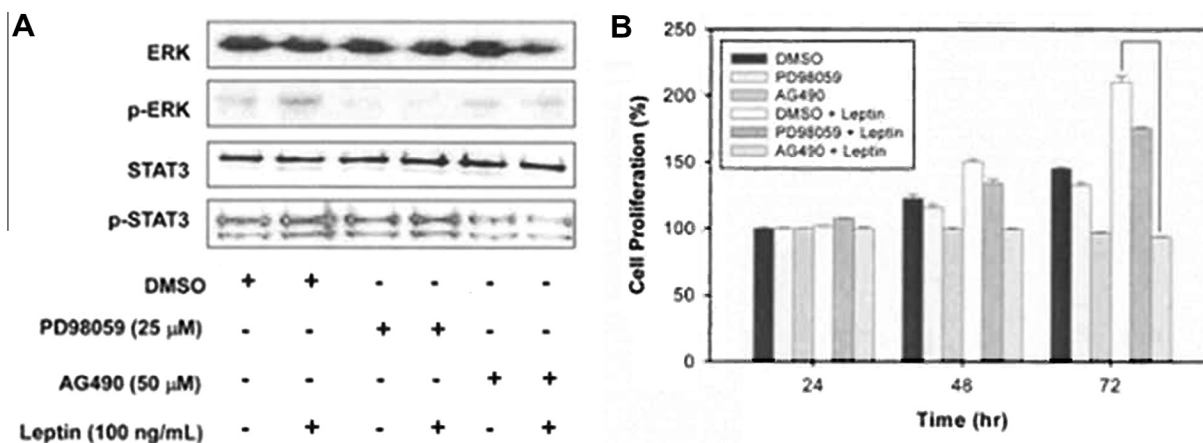 A
ERK
p-ERK
STAT3
p-STAT3
DMSO + + - - - -
PD98059 (25 µM) - - + + - -
AG490 (50 µM) - - - - + +
Leptin (100 ng/mL) - + - + - +
B
Cell Proliferation (%)
250
200
150
100
50
0
DMSO
PD98059
AG490
DMSO + Leptin
PD98059 + Leptin
AG490 + Leptin
24 48 72
Time (hr)